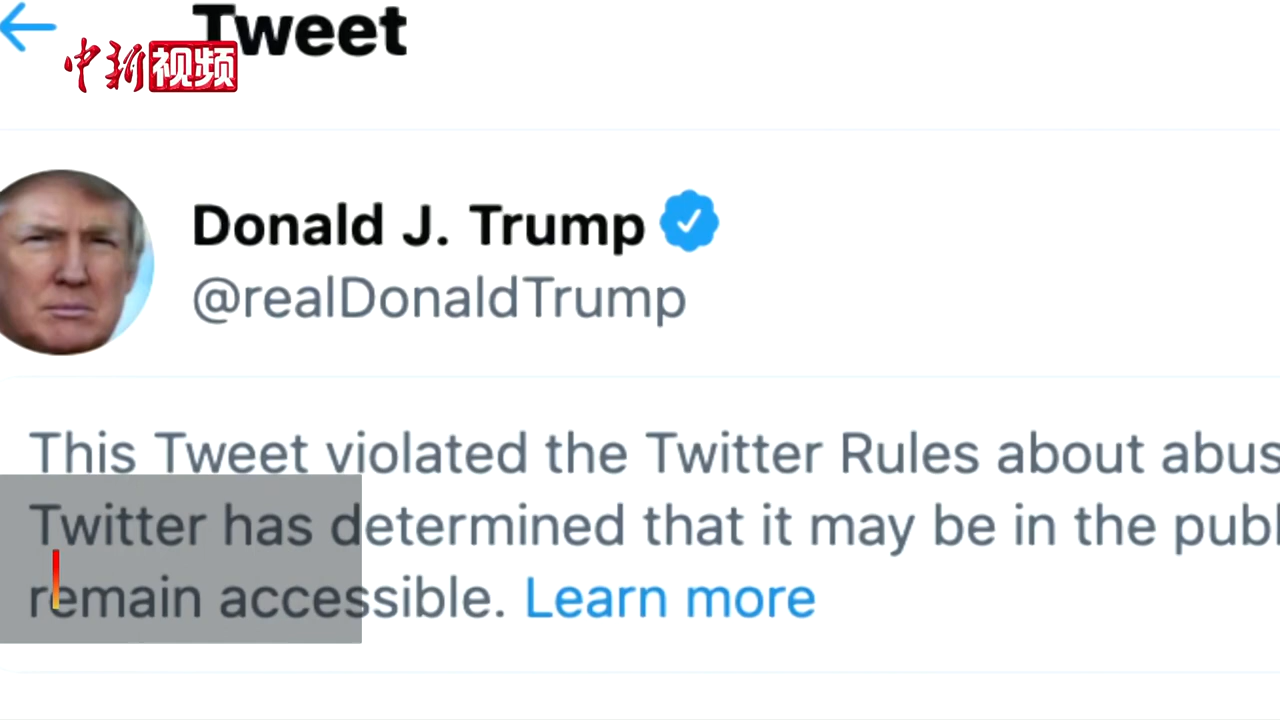 Tweet
中新视频
Donald J. Trump
@realDonaldTrump
This Tweet violated the Twitter Rules about abus
Twitter has determined that it may be in the publ
remain accessible. Learn more